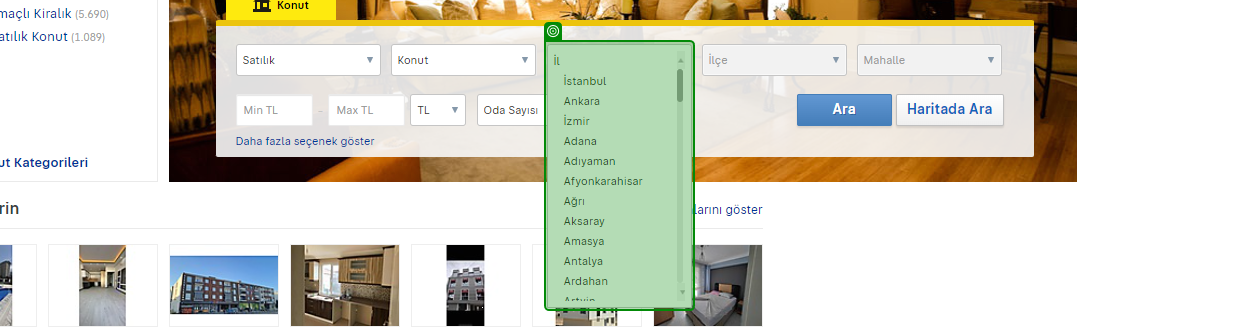 Konut
maçlı Kiralık (5.690)
atılık Konut (1.089)
Satılık
Konut
İl
İlçe
Mahalle
İstanbul
Ankara
İzmir
Adana
Adıyaman
Afyonkarahisar
Ağrı
Aksaray
Amasya
Antalya
Ardahan
Artvin
Min TL - Max TL
TL
Oda Sayısı
Ara
Haritada Ara
Daha fazla seçenek göster
ut Kategorileri
rin
larını göster